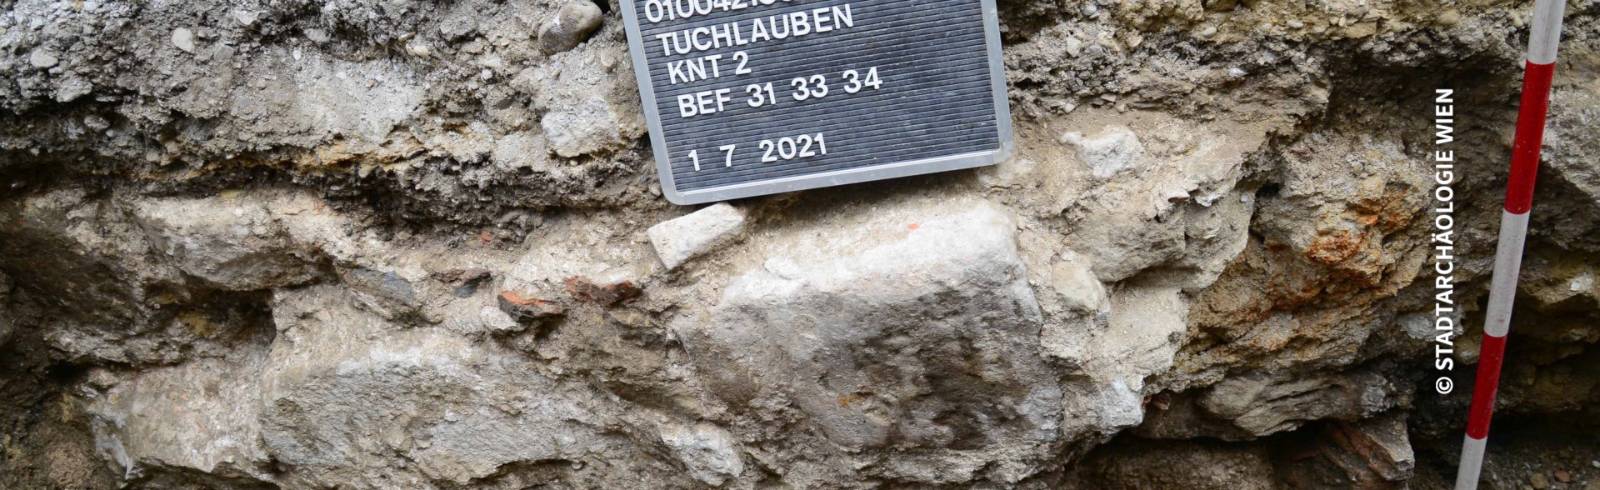 TUCHLAUBEN
KNT 2
BEF 31 33 34
1 7 2021
© STADTARCHÄOLOGIE WIEN